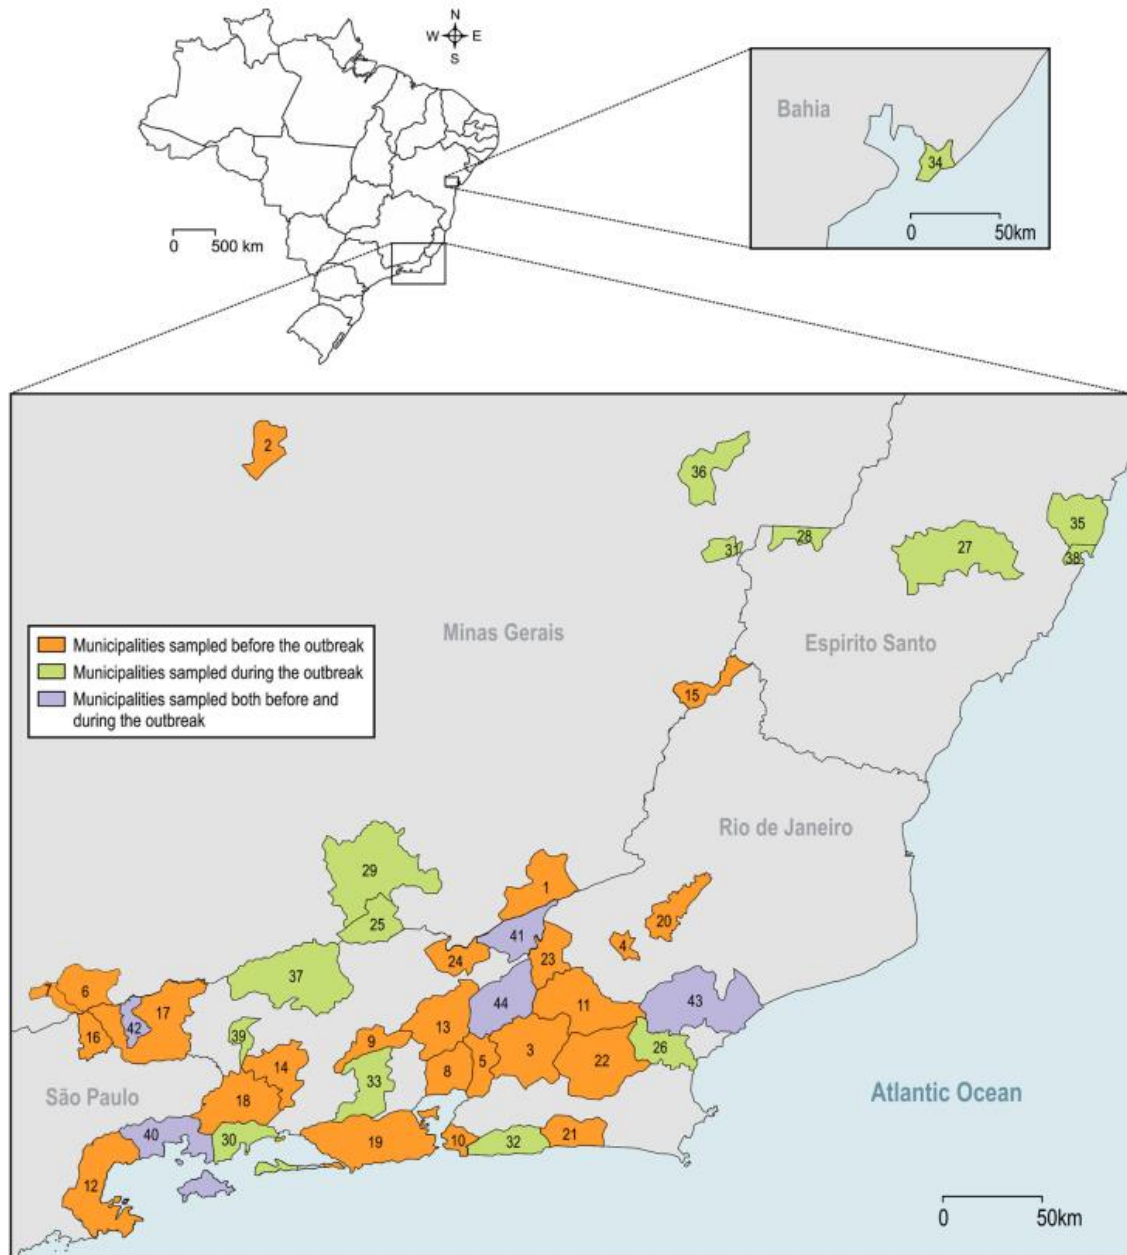 N
W E
S
0 500 km
Bahia
34
0 50km
2
36
35
31
28
27
38
Municipalities sampled before the outbreak
Municipalities sampled during the outbreak
Municipalities sampled both before and
during the outbreak
Minas Gerais
Espirito Santo
15
Rio de Janeiro
29
1
25
20
41
4
24
23
37
6
7
44
43
17
11
42
16
13
39
9
3
26
14
5
22
8
33
São Paulo
18
Atlantic Ocean
40
30
19
10
32
21
12
0 50km